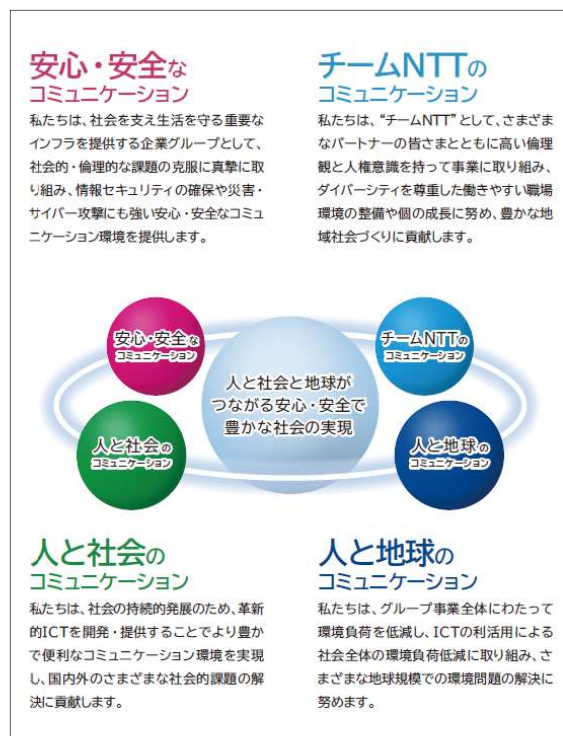 安心・安全な
コミュニケーション
私たちは、社会を支え生活を守る重要な
インフラを提供する企業グループとして、
社会的・倫理的な課題の克服に真摯に取
り組み、情報セキュリティの確保や災害・
サイバー攻撃にも強い安心・安全なコミュ
ニケーション環境を提供します。
チームNTTの
コミュニケーション
私たちは、“チームNTT”として、さまざま
なパートナーの皆さまとともに高い倫理
観と人権意識を持って事業に取り組み、
ダイバーシティを尊重した働きやすい職場
環境の整備や個の成長に努め、豊かな地
域社会づくりに貢献します。
安心・安全な
コミュニケーション
チームNTTの
コミュニケーション
人と社会と地球が
つながる安心・安全で
豊かな社会の実現
人と社会の
コミュニケーション
人と地球の
コミュニケーション
人と社会の
コミュニケーション
私たちは、社会の持続的発展のため、革新
的ICTを開発・提供することでより豊か
で便利なコミュニケーション環境を実現
し、国内外のさまざまな社会的課題の解
決に貢献します。
人と地球の
コミュニケーション
私たちは、グループ事業全体にわたって
環境負荷を低減し、ICTの利活用による
社会全体の環境負荷低減に取り組み、さ
まざまな地球規模での環境問題の解決に
努めます。